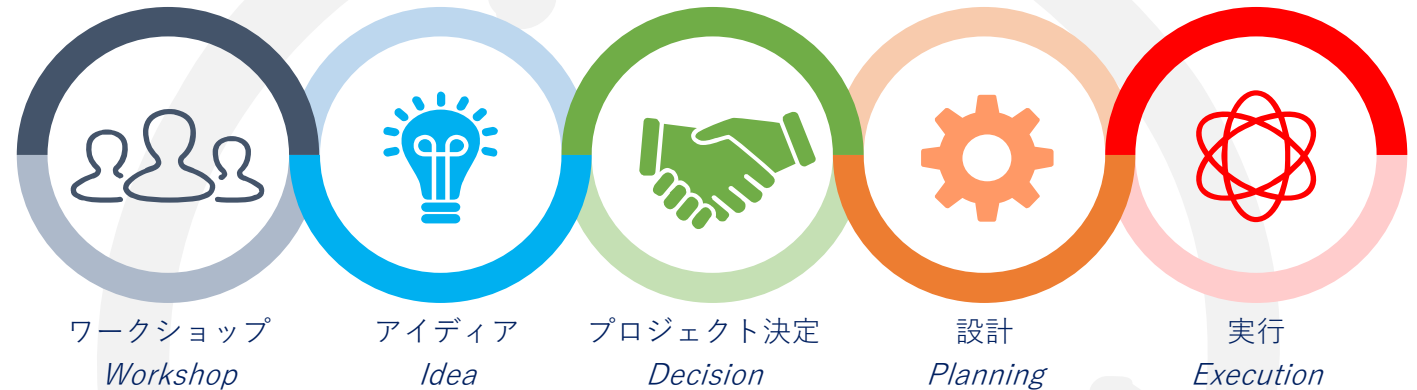 ワークショップ
Workshop
アイディア
Idea
プロジェクト決定
Decision
設計
Planning
実行
Execution